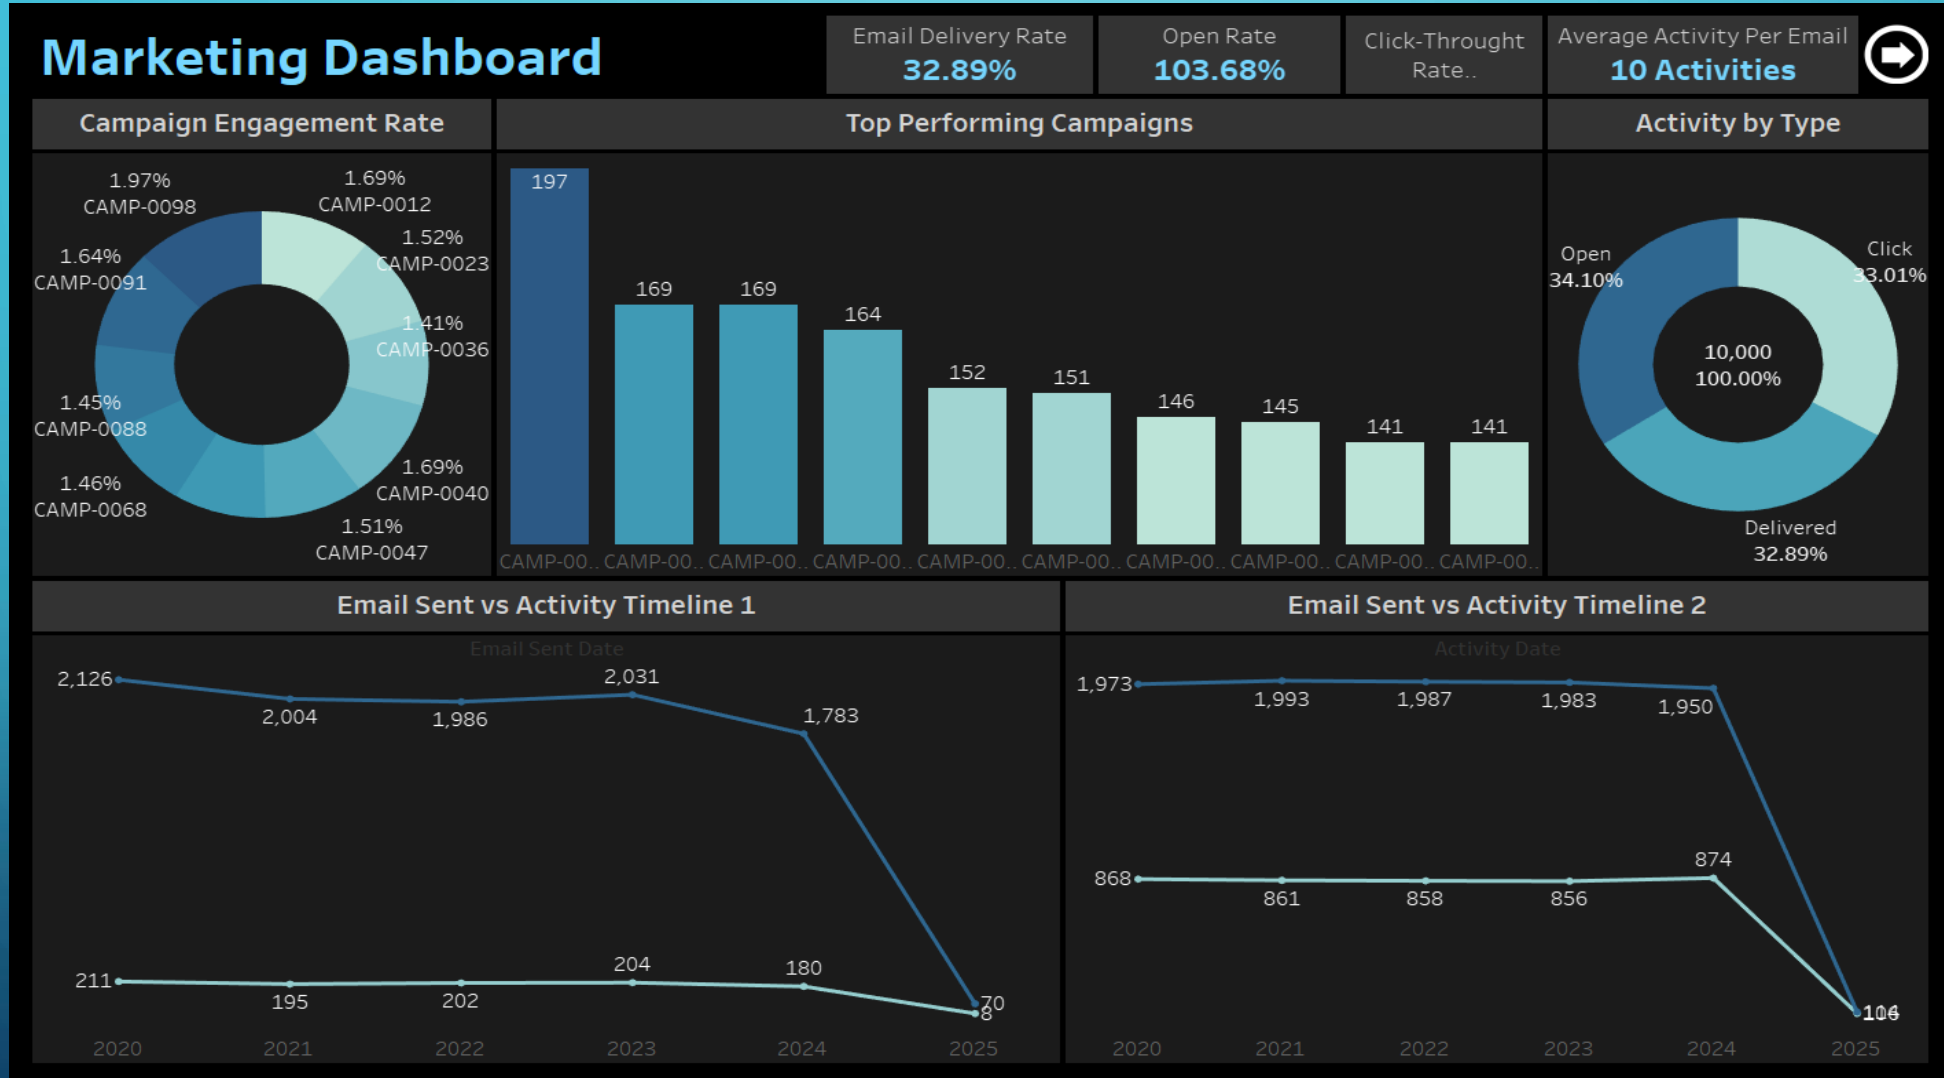 Marketing Dashboard
Email Delivery Rate
32.89%
Open Rate
103.68%
Click-Throught
Rate..
Average Activity Per Email
10 Activities
Campaign Engagement Rate
Top Performing Campaigns
Activity by Type
1.97%
CAMP-0098
1.69%
CAMP-0012
1.52%
CAMP-0023
1.64%
CAMP-0091
1.41%
CAMP-0036
1.45%
CAMP-0088
1.69%
CAMP-0040
1.46%
CAMP-0068
1.51%
CAMP-0047
197
169
169
164
152
151
146
145
141
141
CAMP-00..
CAMP-00..
CAMP-00..
CAMP-00..
CAMP-00..
CAMP-00..
CAMP-00..
CAMP-00..
CAMP-00..
CAMP-00..
Open
34.10%
Click
33.01%
10,000
100.00%
Delivered
32.89%
Email Sent vs Activity Timeline 1
Email Sent Date
2,126
2,004
1,986
2,031
1,783
70
211
195
202
204
180
8
2020
2021
2022
2023
2024
2025
Email Sent vs Activity Timeline 2
Activity Date
1,973
1,993
1,987
1,983
1,950
868
861
858
856
874
2020
2021
2022
2023
2024
2025